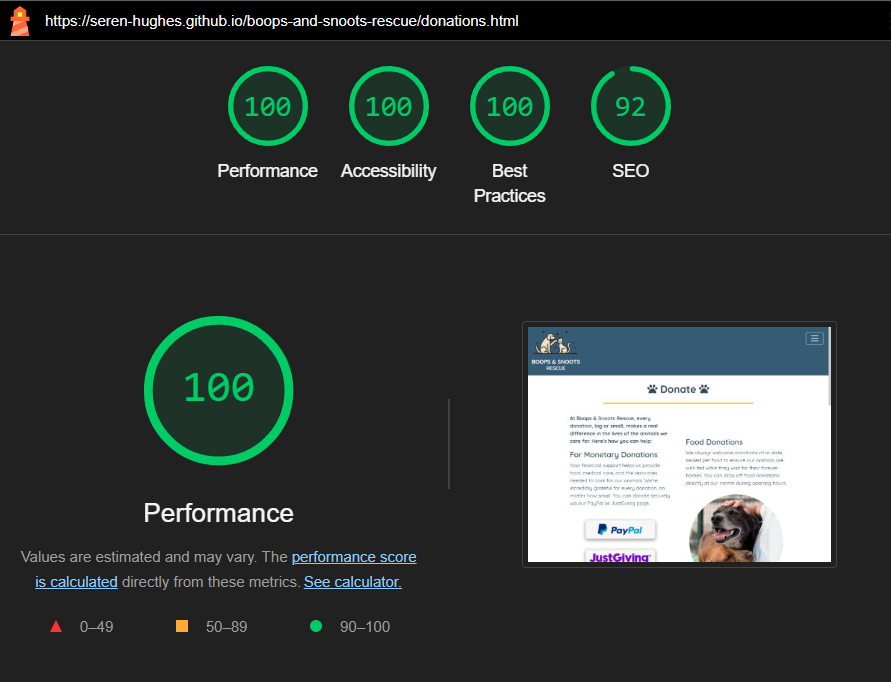 https://seren-hughes.github.io/boops-and-snoots-rescue/donations.html
100
100
100
92
Performance
Accessibility
Best
Practices
SEO
100
Performance
Values are estimated and may vary. The performance score
is calculated directly from these metrics. See calculator.
0–49
50–89
90–100
BOOPS & SNOOTS
RESCUE
Donate
At Boops & Snoots Rescue, every
donation, big or small, makes a real
difference in the lives of the animals we
care for. Here's how you can help:
For Monetary Donations
Your financial support helps us provide
food, medical care, and the resources
needed to care for our animals. We're
incredibly grateful for every donation, no
matter how small. You can donate securely
via our PayPal or JustGiving page.
PayPal
JustGiving
Food Donations
We always welcome donations of in-date,
sealed pet food to ensure our animals are
well-fed while they wait for their forever
homes. You can drop off food donations
directly at our centre during opening hours.